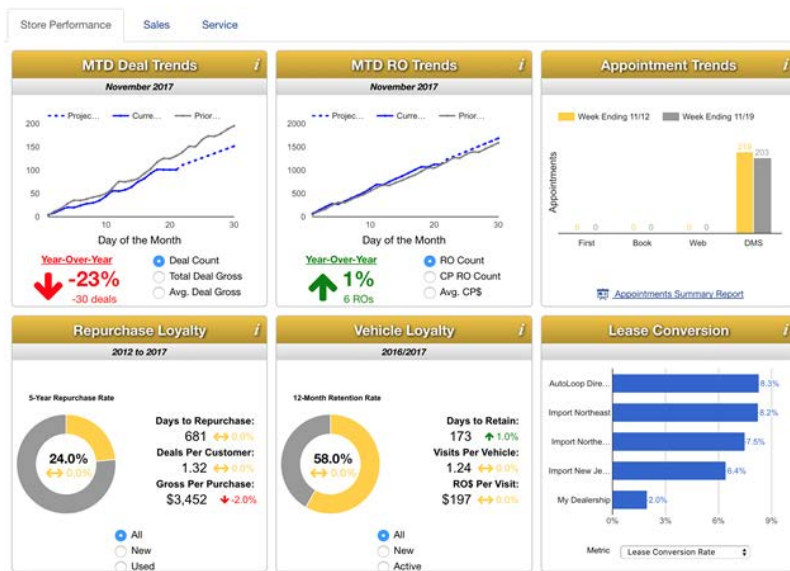 Store Performance Sales Service
MTD Deal Trends i
November 2017
Projec... Curre... Prior...
200
150
100
50
0
10 20 30
Day of the Month
Year-Over-Year
-23%
-30 deals
Deal Count
Total Deal Gross
Avg. Deal Gross
MTD RO Trends i
November 2017
Projec... Curre... Prior...
2000
1500
1000
500
0
10 20 30
Day of the Month
Year-Over-Year
1%
6 ROs
RO Count
CP RO Count
Avg. CP$
Appointment Trends i
Week Ending 11/12 Week Ending 11/19
Appointments
0 0 0 0 0 0 203
First Book Web DMS
Appointments Summary Report
Repurchase Loyalty i
2012 to 2017
5-Year Repurchase Rate
24.0%
0.0%
Days to Repurchase:
681 0.0%
Deals Per Customer:
1.32 0.0%
Gross Per Purchase:
$3,452 -2.0%
All
New
Used
Vehicle Loyalty i
2016/2017
12-Month Retention Rate
58.0%
0.0%
Days to Retain:
173 1.0%
Visits Per Vehicle:
1.24 0.0%
RO$ Per Visit:
$197 0.0%
All
New
Active
Lease Conversion i
AutoLoop Dire... 8.3%
Import Northeast 8.2%
Import Northe... 7.5%
Import New Je... 6.4%
My Dealership 2.0%
0% 3% 6% 9%
Metric Lease Conversion Rate